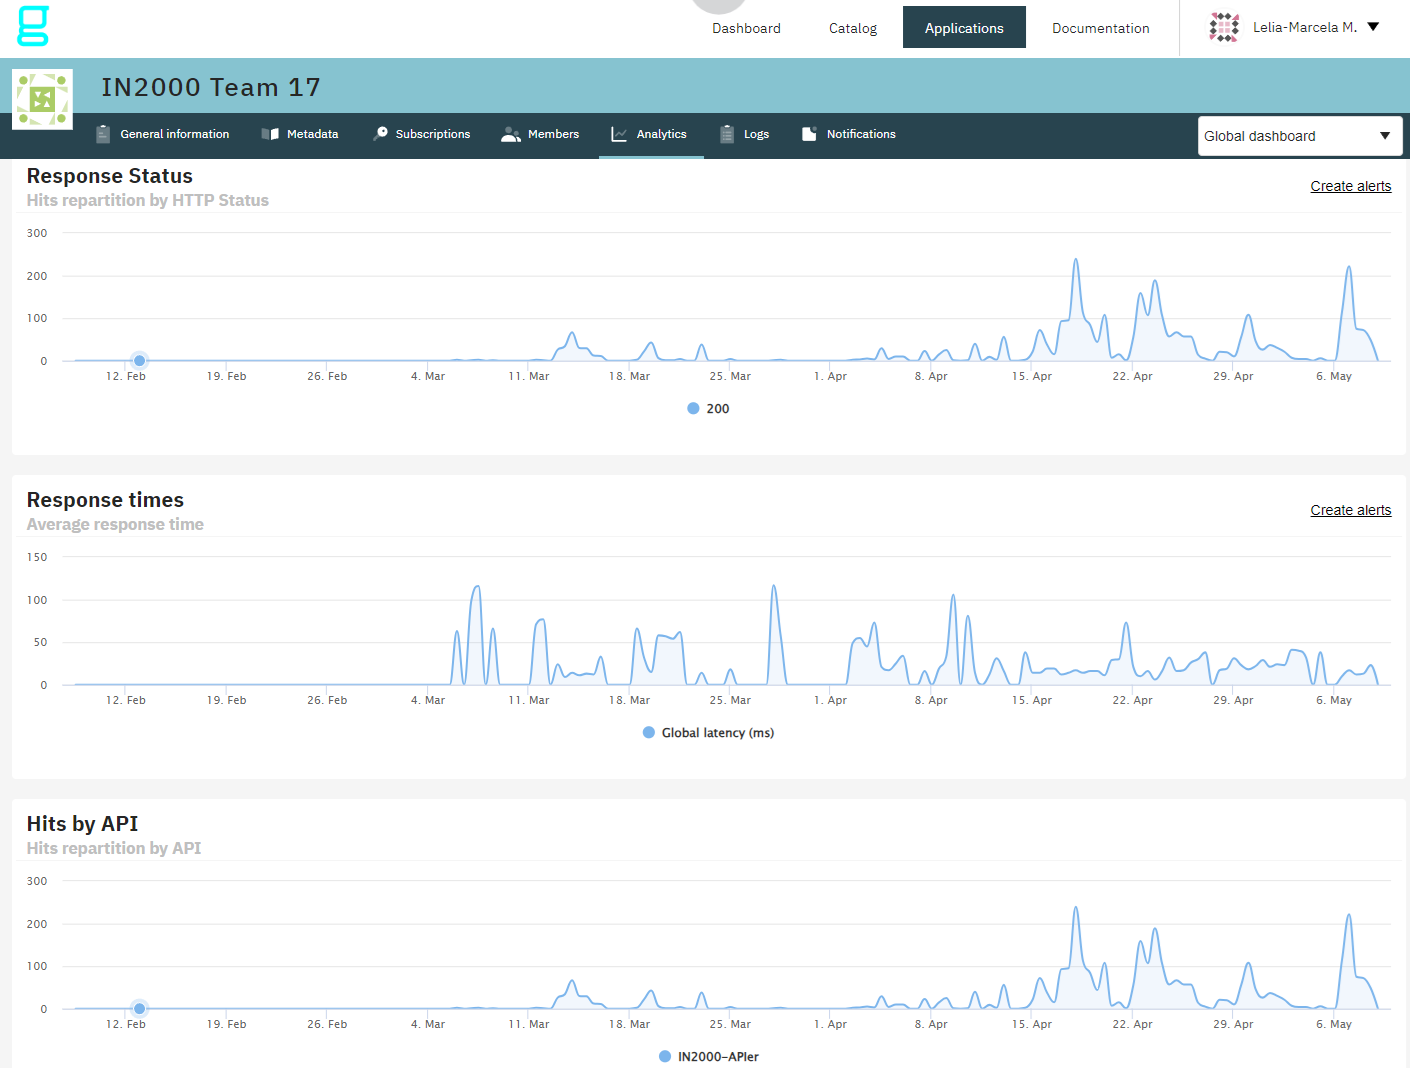 g
Dashboard Catalog Applications Documentation Lelia-Marcela M.
IN2000 Team 17
General information Metadata Subscriptions Members Analytics Logs Notifications Global dashboard
Response Status
Hits repartition by HTTP Status
Create alerts
300
200
100
0
12. Feb 19. Feb 26. Feb 4. Mar 11. Mar 18. Mar 25. Mar 1. Apr 8. Apr 15. Apr 22. Apr 29. Apr 6. May
200
Response times
Average response time
Create alerts
150
100
50
0
12. Feb 19. Feb 26. Feb 4. Mar 11. Mar 18. Mar 25. Mar 1. Apr 8. Apr 15. Apr 22. Apr 29. Apr 6. May
Global latency (ms)
Hits by API
Hits repartition by API
300
200
100
0
12. Feb 19. Feb 26. Feb 4. Mar 11. Mar 18. Mar 25. Mar 1. Apr 8. Apr 15. Apr 22. Apr 29. Apr 6. May
IN2000-APIer